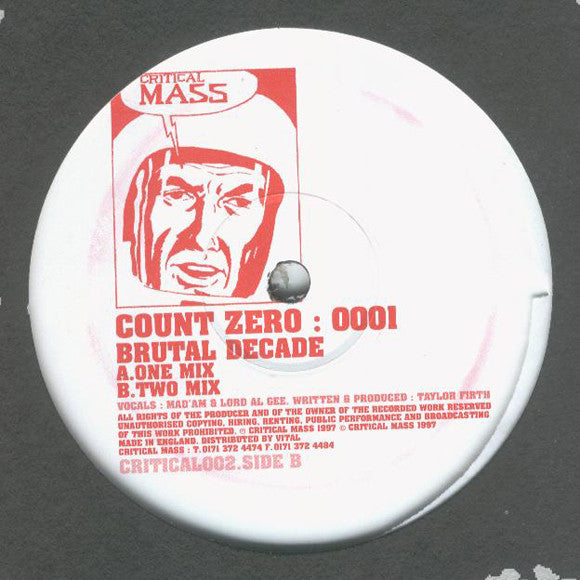 CRITICAL
MASS
COUNT ZERO : 0001
BRUTAL DECADE
A.ONE MIX
B.TWO MIX
VOCALS : MAD'AM & LORD AL GEE. WRITTEN & PRODUCED : TAYLOR FIRTH
ALL RIGHTS OF THE PRODUCER AND OF THE OWNER OF THE RECORDED WORK RESERVED
UNAUTHORISED COPYING, HIRING, RENTING, PUBLIC PERFORMANCE AND BROADCASTING
OF THIS WORK PROHIBITED. ℗ CRITICAL MASS 1997 © CRITICAL MASS 1997
MADE IN ENGLAND. DISTRIBUTED BY VITAL
CRITICAL MASS : T.0171 372 4474 F.0171 372 4484
CRITICAL002.SIDE B